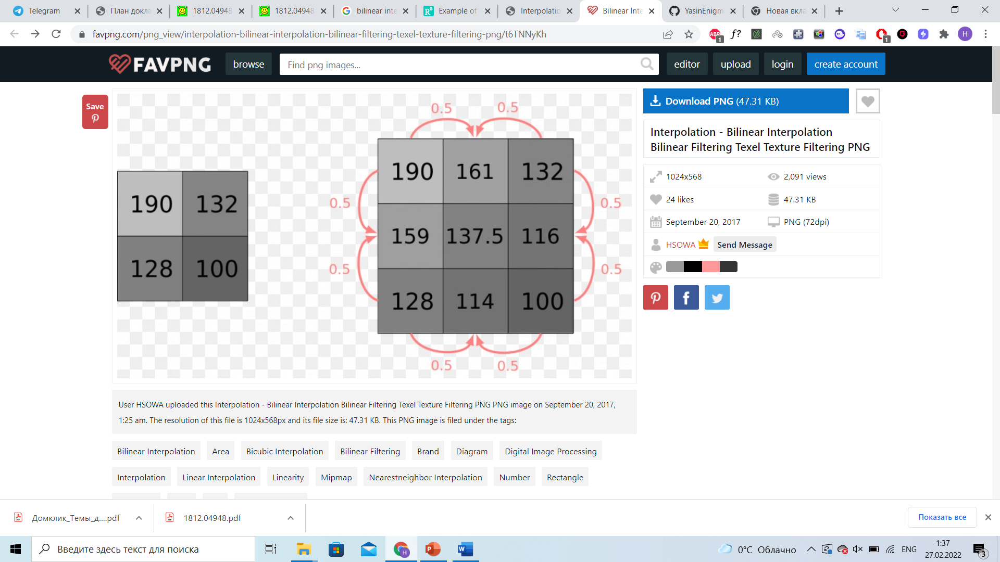 Telegram
План докла
1812.04948
1812.04948
bilinear inte
Example of
Interpolatio
Bilinear Inte
YasinEnigm
Новая вкла
favpng.com/png_view/interpolation-bilinear-interpolation-bilinear-filtering-texel-texture-filtering-png/t6TNNyKh
FAVPNG
browse
Find png images...
editor
upload
login
create account
Save
0.5 0.5
190 161 132
190 132
0.5 0.5
159 137.5 116
128 100
0.5 0.5
128 114 100
0.5 0.5
Download PNG (47.31 KB)
Interpolation - Bilinear Interpolation
Bilinear Filtering Texel Texture Filtering PNG
1024x568
2,091 views
24 likes
47.31 KB
September 20, 2017
PNG (72dpi)
HSOWA
Send Message
User HSOWA uploaded this Interpolation - Bilinear Interpolation Bilinear Filtering Texel Texture Filtering PNG PNG image on September 20, 2017,
1:25 am. The resolution of this file is 1024x568px and its file size is: 47.31 KB. This PNG image is filed under the tags:
Bilinear Interpolation Area Bicubic Interpolation Bilinear Filtering Brand Diagram Digital Image Processing
Interpolation Linear Interpolation Linearity Mipmap Nearestneighbor Interpolation Number Rectangle
Домклик_Темы_д....pdf
1812.04948.pdf
Показать все
Введите здесь текст для поиска
0°C Облачно
ENG
1:37
27.02.2022
3